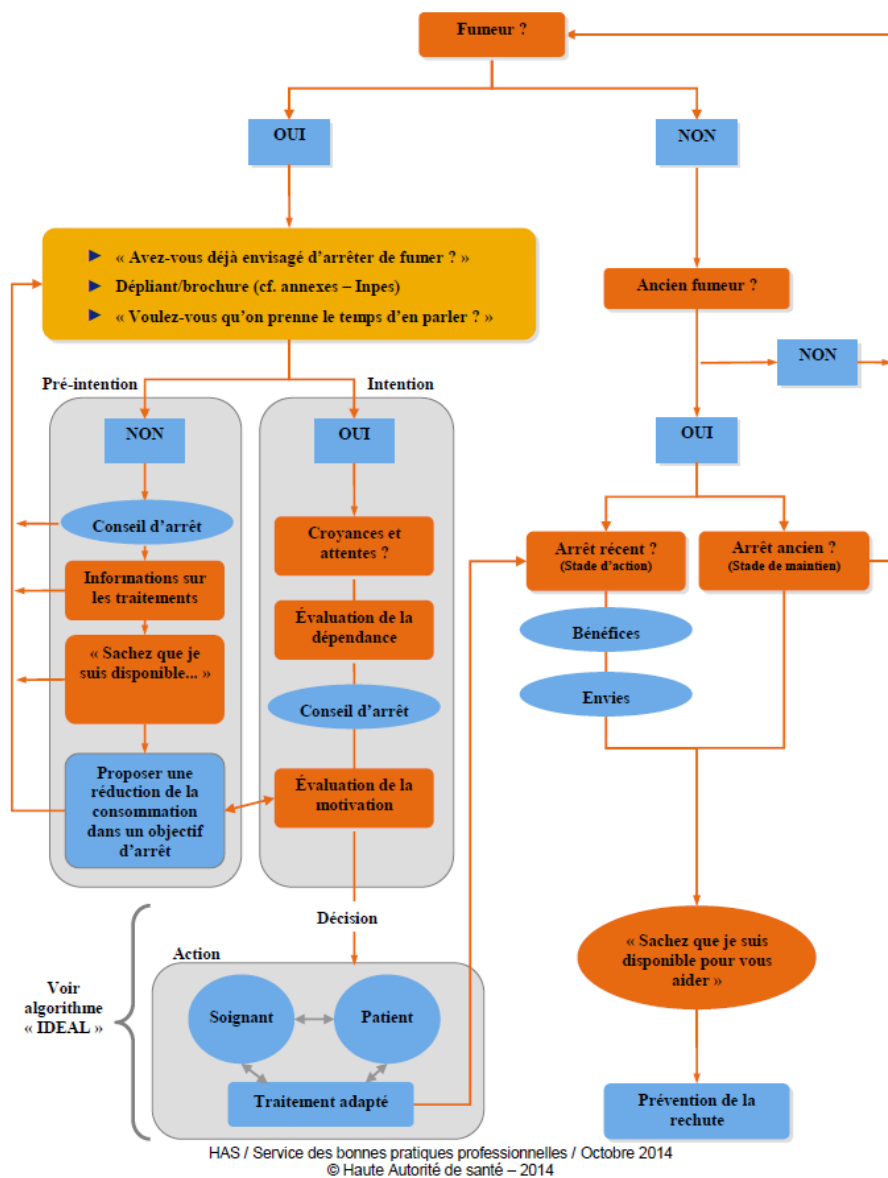 Fumeur ?
OUI
NON
► « Avez-vous déjà envisagé d’arrêter de fumer ? »
► Dépliant/brochure (cf. annexes – Inpes)
► « Voulez-vous qu’on prenne le temps d’en parler ? »
Ancien fumeur ?
NON
OUI
Pré-intention
NON
Conseil d’arrêt
Informations sur
les traitements
« Sachez que je
suis disponible... »
Proposer une
réduction de la
consommation
dans un objectif
d’arrêt
Intention
OUI
Croyances et
attentes ?
Évaluation de la
dépendance
Conseil d’arrêt
Évaluation de la
motivation
Arrêt récent ?
(Stade d’action)
Arrêt ancien ?
(Stade de maintien)
Bénéfices
Envies
Décision
Action
Voir
algorithme
« IDEAL »
Soignant
Patient
Traitement adapté
« Sachez que je suis
disponible pour vous
aider »
Prévention de la
rechute
HAS / Service des bonnes pratiques professionnelles / Octobre 2014
© Haute Autorité de santé – 2014